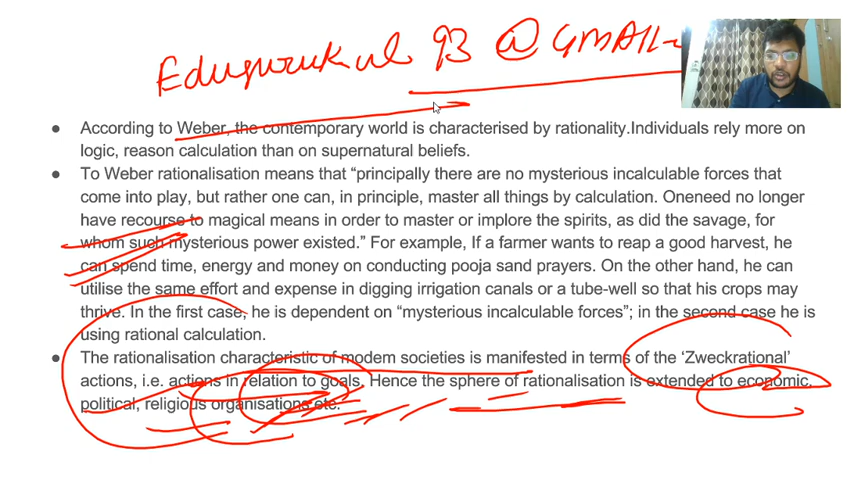 Edugurukul 93 @ GMAIL
According to Weber, the contemporary world is characterised by rationality.Individuals rely more on
logic, reason calculation than on supernatural beliefs.
To Weber rationalisation means that “principally there are no mysterious incalculable forces that
come into play, but rather one can, in principle, master all things by calculation. Oneneed no longer
have recourse to magical means in order to master or implore the spirits, as did the savage, for
whom such mysterious power existed.” For example, If a farmer wants to reap a good harvest, he
can spend time, energy and money on conducting pooja sand prayers. On the other hand, he can
utilise the same effort and expense in digging irrigation canals or a tube-well so that his crops may
thrive. In the first case, he is dependent on “mysterious incalculable forces”; in the second case he is
using rational calculation.
The rationalisation characteristic of modem societies is manifested in terms of the ‘Zweckrational’
actions, i.e. actions in relation to goals. Hence the sphere of rationalisation is extended to economic,
political, religious organisations etc.